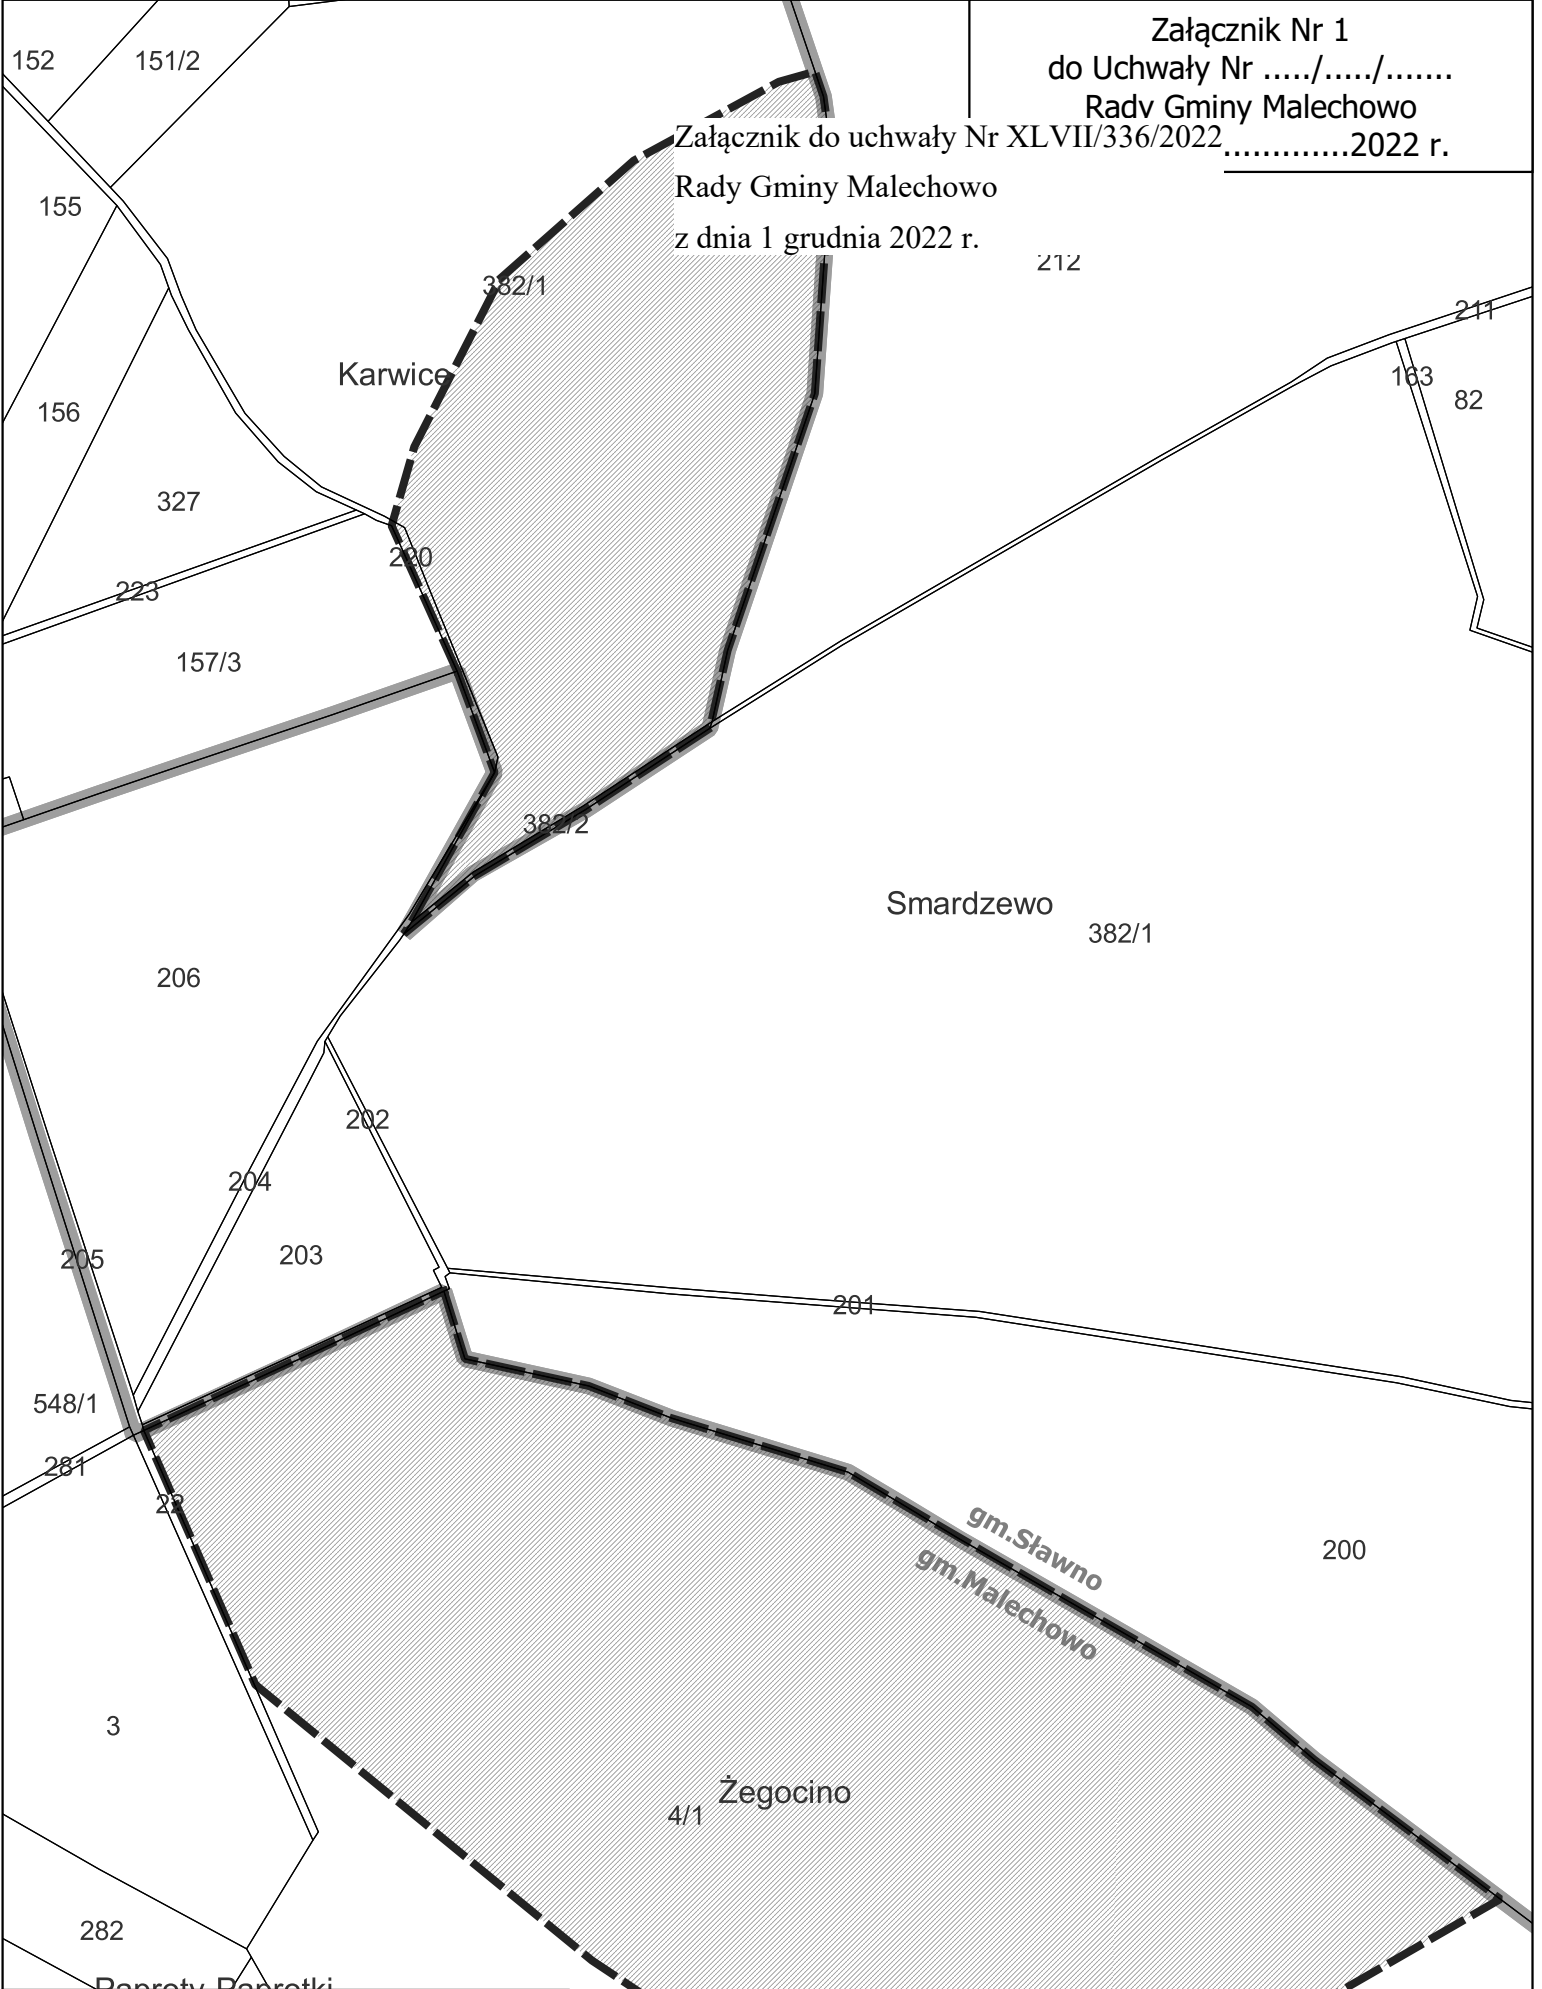 Załącznik Nr 1
do Uchwały Nr ...../...../.......
Rady Gminy Malechowo
.............2022 r.
Załącznik do uchwały Nr XLVII/336/2022
Rady Gminy Malechowo
z dnia 1 grudnia 2022 r.
152
151/2
155
212
382/1
211
Karwice
163
82
156
327
220
223
157/3
382/2
Smardzewo
382/1
206
202
204
203
205
201
548/1
281
22
gm.Sławno
gm.Malechowo
200
3
Żegocino
4/1
282
Paproty Paprotki